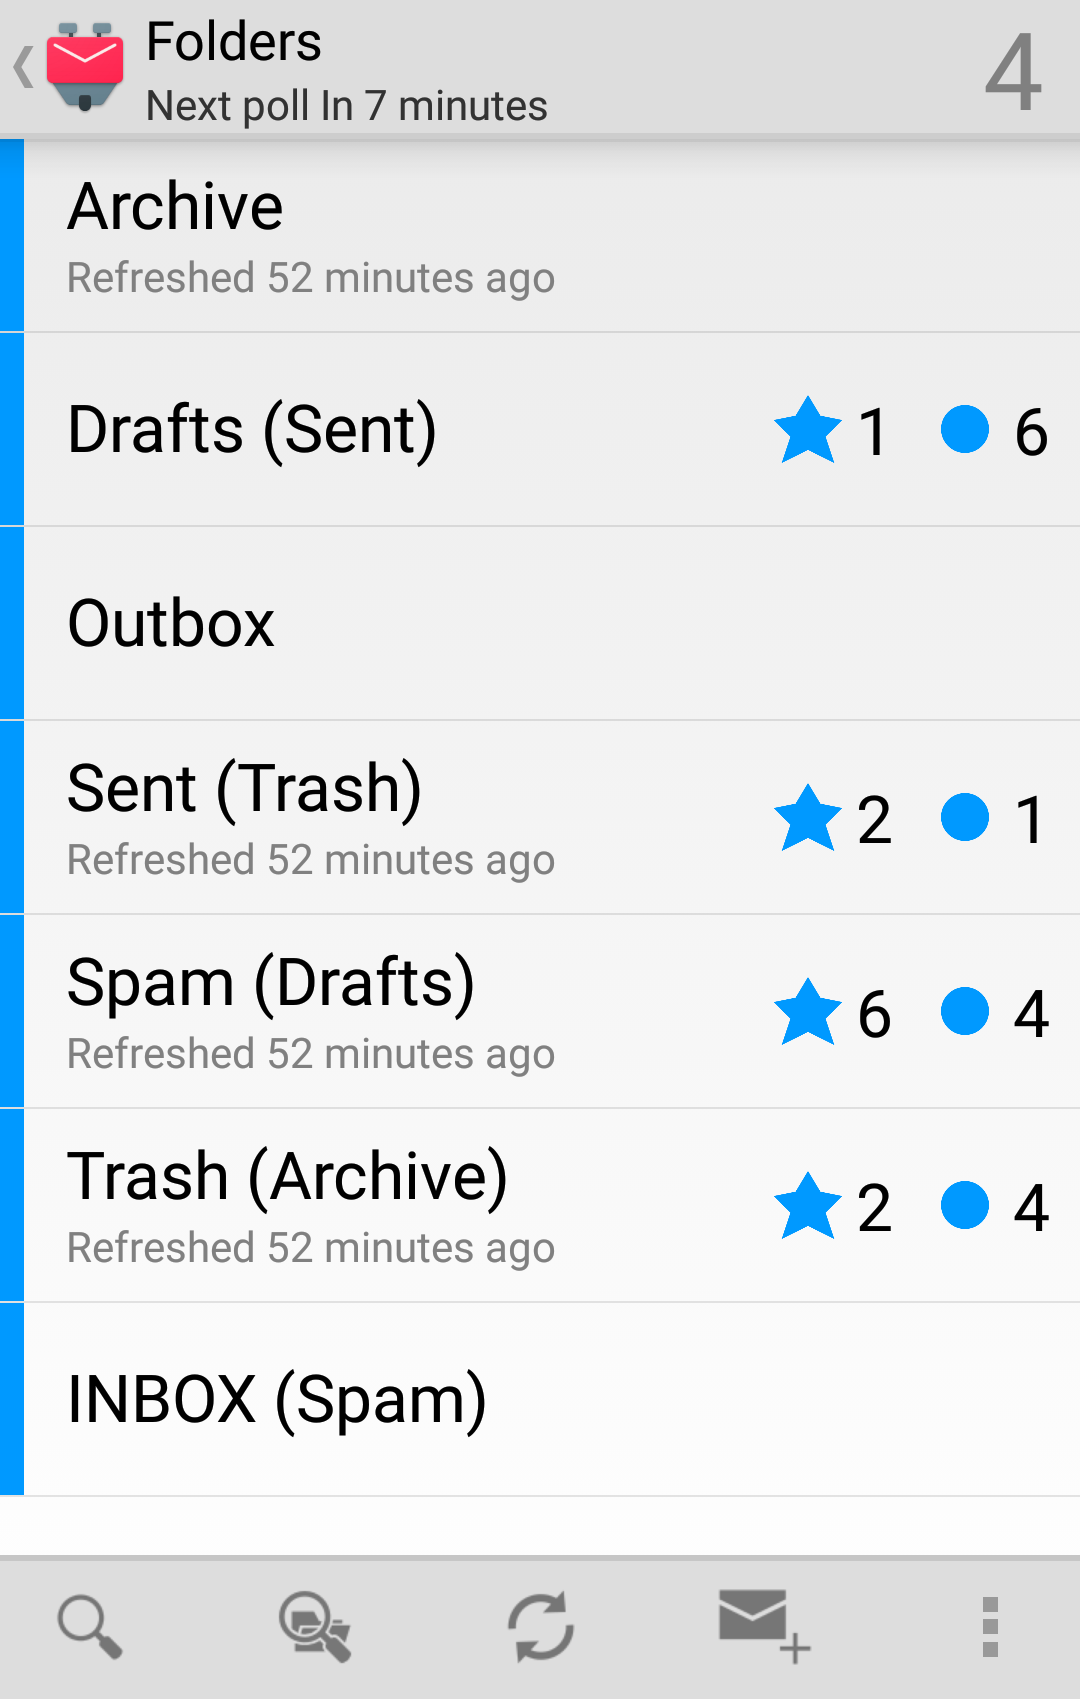 Folders
Next poll In 7 minutes
4
Archive
Refreshed 52 minutes ago
Drafts (Sent) 1 6
Outbox
Sent (Trash) 2 1
Refreshed 52 minutes ago
Spam (Drafts) 6 4
Refreshed 52 minutes ago
Trash (Archive) 2 4
Refreshed 52 minutes ago
INBOX (Spam)